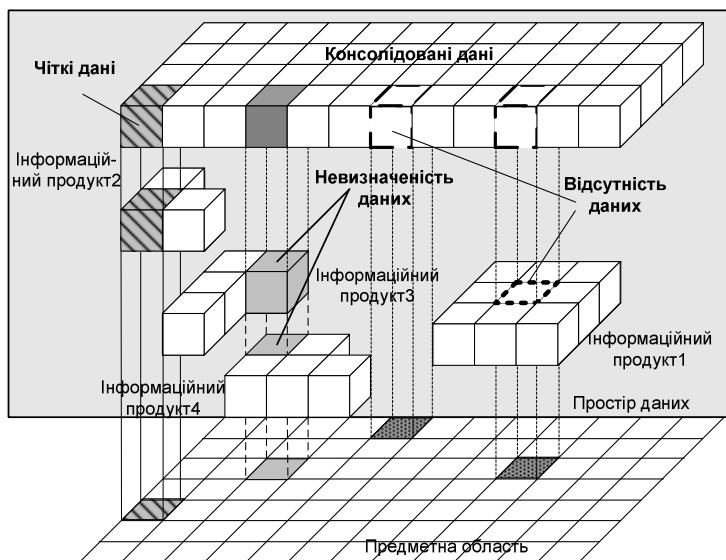 Консолідовані дані
Чіткі дані
Інформацій-
ний продукт2
Невизначеність
даних
Відсутність
даних
Інформаційний
продукт3
Інформаційний
продукт1
Інформаційний
продукт4
Простір даних
Предметна область